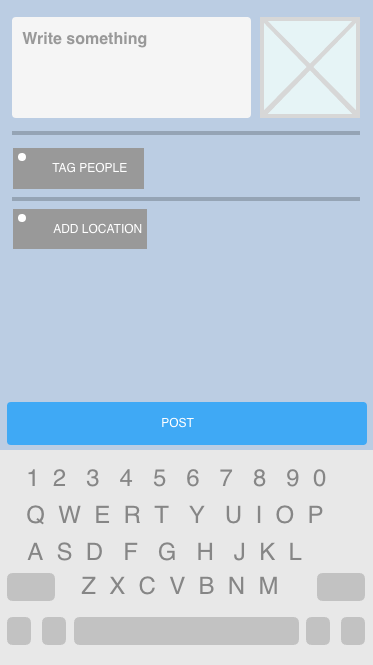 Write something
TAG PEOPLE
ADD LOCATION
POST
1 2 3 4 5 6 7 8 9 0
Q W E R T Y U I O P
A S D F G H J K L
Z X C V B N M